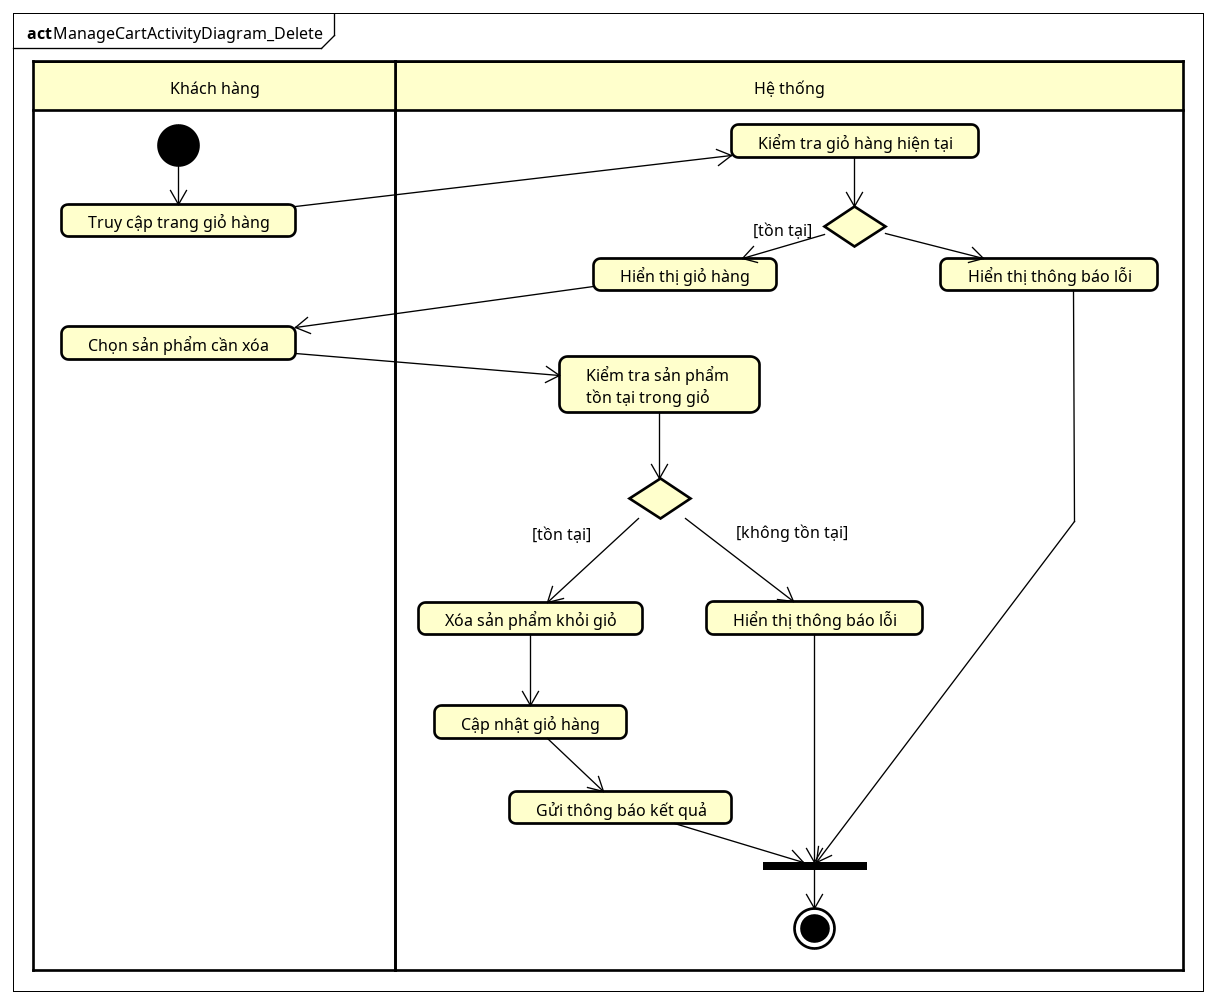 actManageCartActivityDiagram_Delete
Khách hàng
Hệ thống
Kiểm tra giỏ hàng hiện tại
Truy cập trang giỏ hàng
[tồn tại]
Hiển thị giỏ hàng
Hiển thị thông báo lỗi
Chọn sản phẩm cần xóa
Kiểm tra sản phẩm
tồn tại trong giỏ
[tồn tại]
[không tồn tại]
Xóa sản phẩm khỏi giỏ
Hiển thị thông báo lỗi
Cập nhật giỏ hàng
Gửi thông báo kết quả